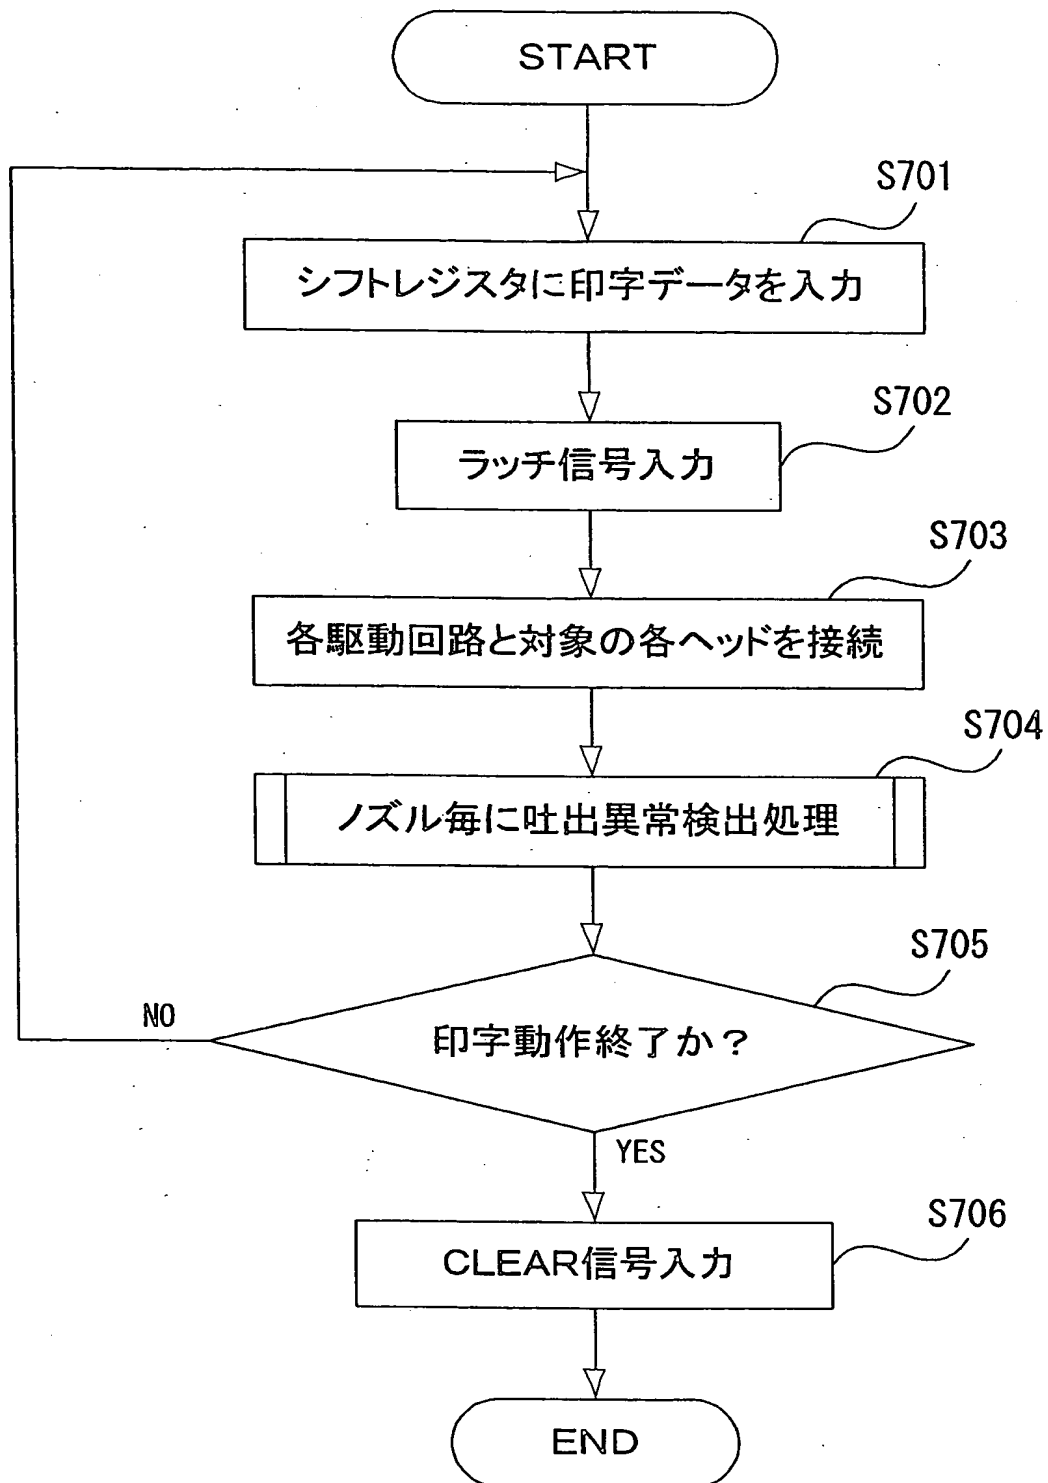 START
S701
シフトレジスタに印字データを入力
S702
ラッチ信号入力
S703
各駆動回路と対象の各ヘッドを接続
S704
ノズル毎に吐出異常検出処理
S705
印字動作終了か？
NO
YES
S706
CLEAR信号入力
END